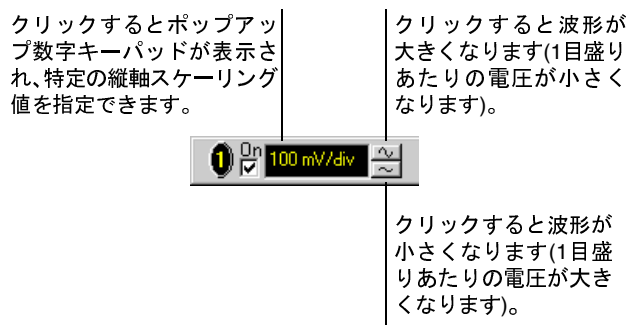 クリックするとポップアッ
プ数字キーパッドが表示さ
れ、特定の縦軸スケーリング
値を指定できます。
クリックすると波形が
大きくなります(1目盛り
あたりの電圧が小さく
なります)。
1 On 100 mV/div
クリックすると波形が
小さくなります(1目盛
りあたりの電圧が大き
くなります)。